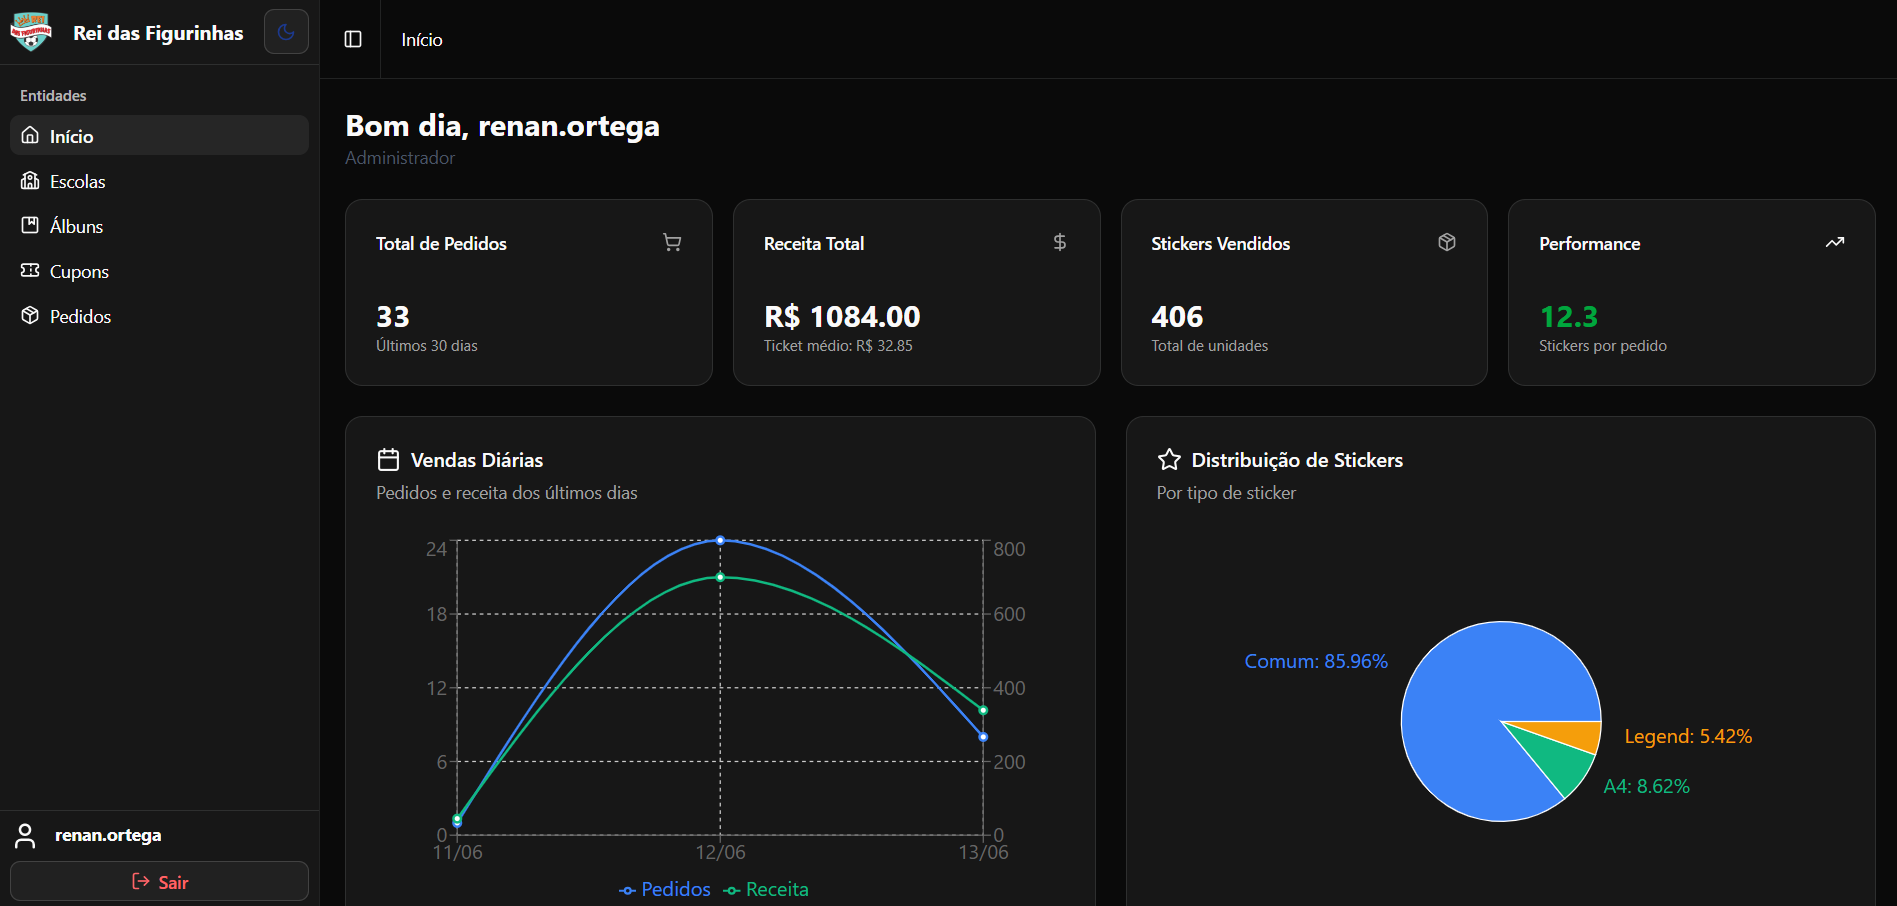 Rei das Figurinhas
Início
Entidades
Início
Escolas
Álbuns
Cupons
Pedidos
Bom dia, renan.ortega
Administrador
Total de Pedidos
33
Últimos 30 dias
Receita Total
R$ 1084.00
Ticket médio: R$ 32.85
Stickers Vendidos
406
Total de unidades
Performance
12.3
Stickers por pedido
Vendas Diárias
Pedidos e receita dos últimos dias
24
18
12
6
0
800
600
400
200
0
11/06
12/06
13/06
Pedidos
Receita
Distribuição de Stickers
Por tipo de sticker
Comum: 85.96%
Legend: 5.42%
A4: 8.62%
renan.ortega
Sair